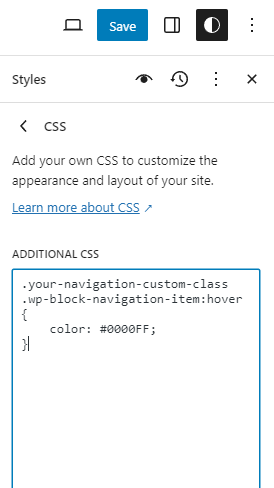 Save
Styles
CSS
Add your own CSS to customize the
appearance and layout of your site.
Learn more about CSS ↗
ADDITIONAL CSS
.your-navigation-custom-class
.wp-block-navigation-item:hover
{
    color: #0000FF;
}